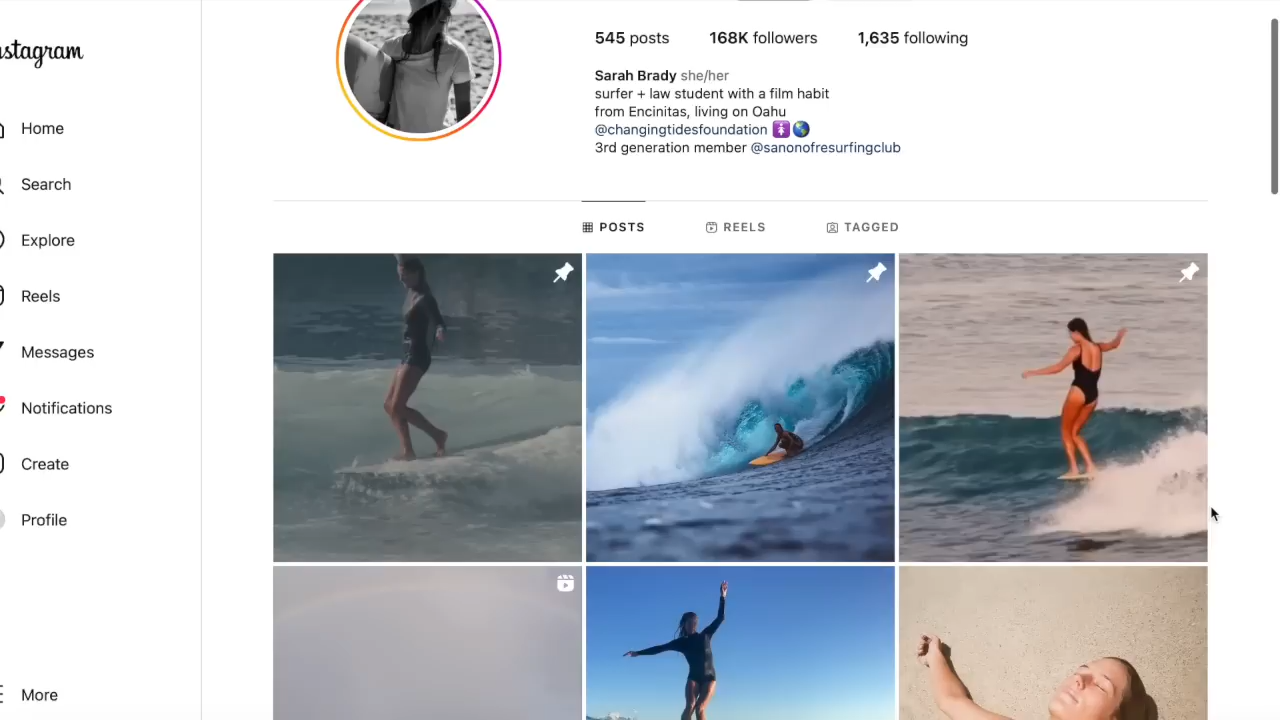 545 posts 168K followers 1,635 following
nstagram
Sarah Brady she/her
surfer + law student with a film habit
from Encinitas, living on Oahu
@changingtidesfoundation
3rd generation member @sanonofresurfingclub
Home
Search
Explore
Reels
Messages
Notifications
Create
Profile
More
POSTS REELS TAGGED